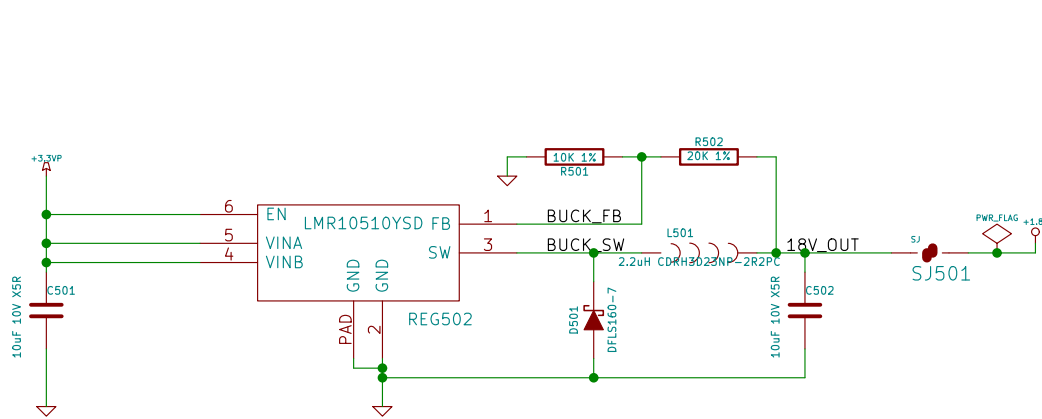 +3.3VP
6
EN
5
VINA
4
VINB
LMR10510YSD
FB
1
BUCK_FB
SW
3
BUCK_SW
GND
GND
PAD
2
REG502
C501
10uF 10V X5R
10K 1%
R501
R502
20K 1%
L501
2.2uH CDRH3D23NP-2R2PC
18V_OUT
D501
DFLS160-7
C502
10uF 10V X5R
SJ
SJ501
PWR_FLAG
+1.8